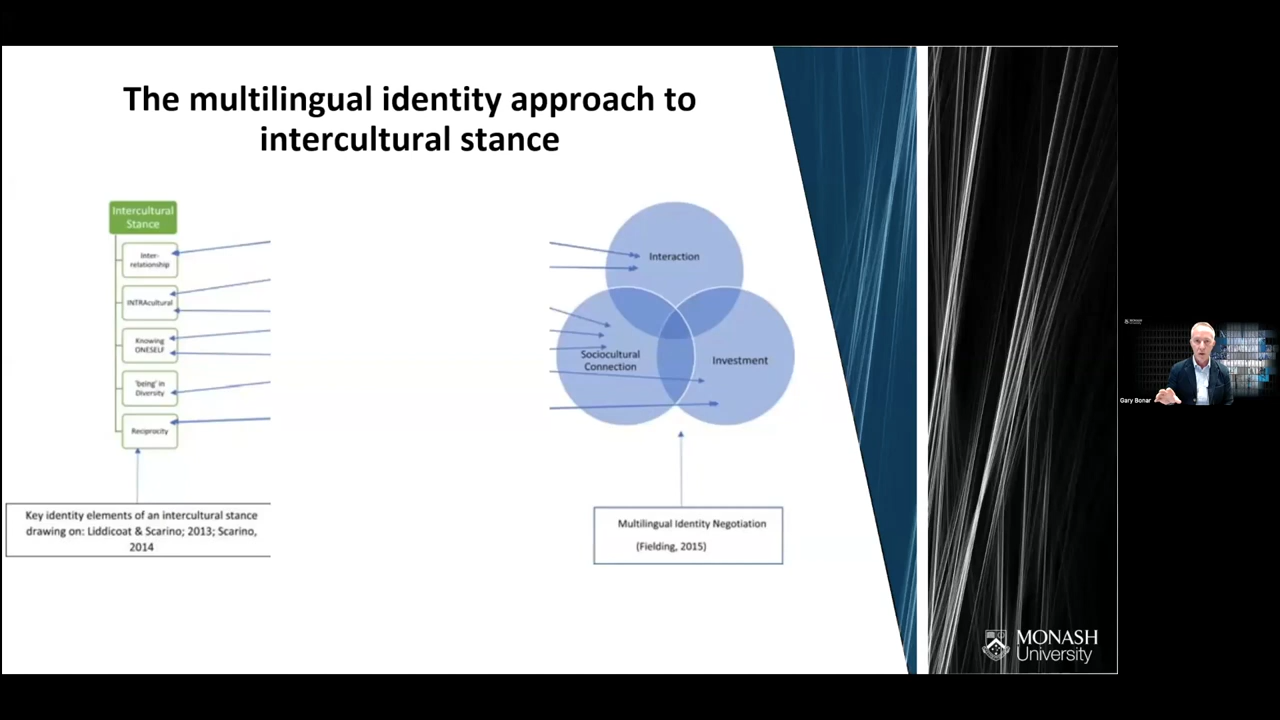 The multilingual identity approach to
intercultural stance
Intercultural
Stance
Inter-
relationship
INTRAcultural
Knowing
ONESELF
'being' in
Diversity
Reciprocity
Key identity elements of an intercultural stance
drawing on: Liddicoat & Scarino; 2013; Scarino,
2014
Interaction
Sociocultural
Connection
Investment
Multilingual Identity Negotiation
(Fielding, 2015)
MONASH
University
Gary Bonar